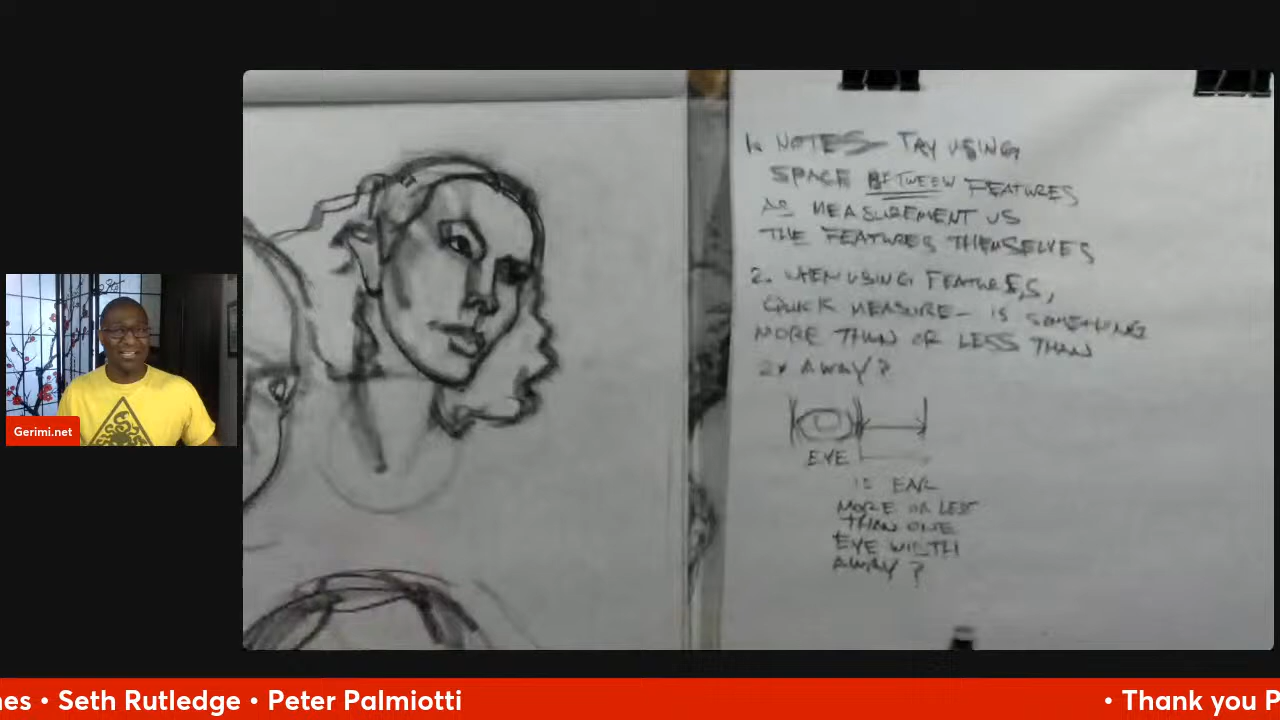 Gerimi.net
1. NOTES- TRY USING
SPACE BETWEEN FEATURES
AS MEASUREMENT VS
THE FEATURES THEMSELVES
2. WHEN USING FEATURES,
QUICK MEASURE- IS SOMETHING
MORE THAN OR LESS THAN
2x AWAY?
EYE
IS EAR
MORE OR LESS
THAN ONE
EYE WIDTH
AWAY?
nes • Seth Rutledge • Peter Palmiotti
• Thank you P